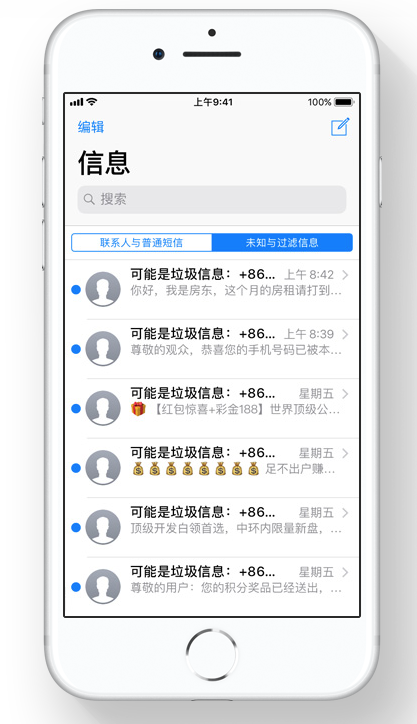 上午9:41
100%
编辑
信息
搜索
联系人与普通短信
未知与过滤信息
可能是垃圾信息：+86... 上午 8:42
你好，我是房东，这个月的房租请打到...
可能是垃圾信息：+86... 上午 8:39
尊敬的观众，恭喜您的手机号码已被本...
可能是垃圾信息：+86... 星期五
🎁【红包惊喜+彩金188】世界顶级公...
可能是垃圾信息：+86... 星期五
💰💰💰💰💰💰💰💰💰足不出户赚...
可能是垃圾信息：+86... 星期五
顶级开发白领首选，中环内限量新盘，...
可能是垃圾信息：+86... 星期五
尊敬的用户：您的积分奖品已经送出，...